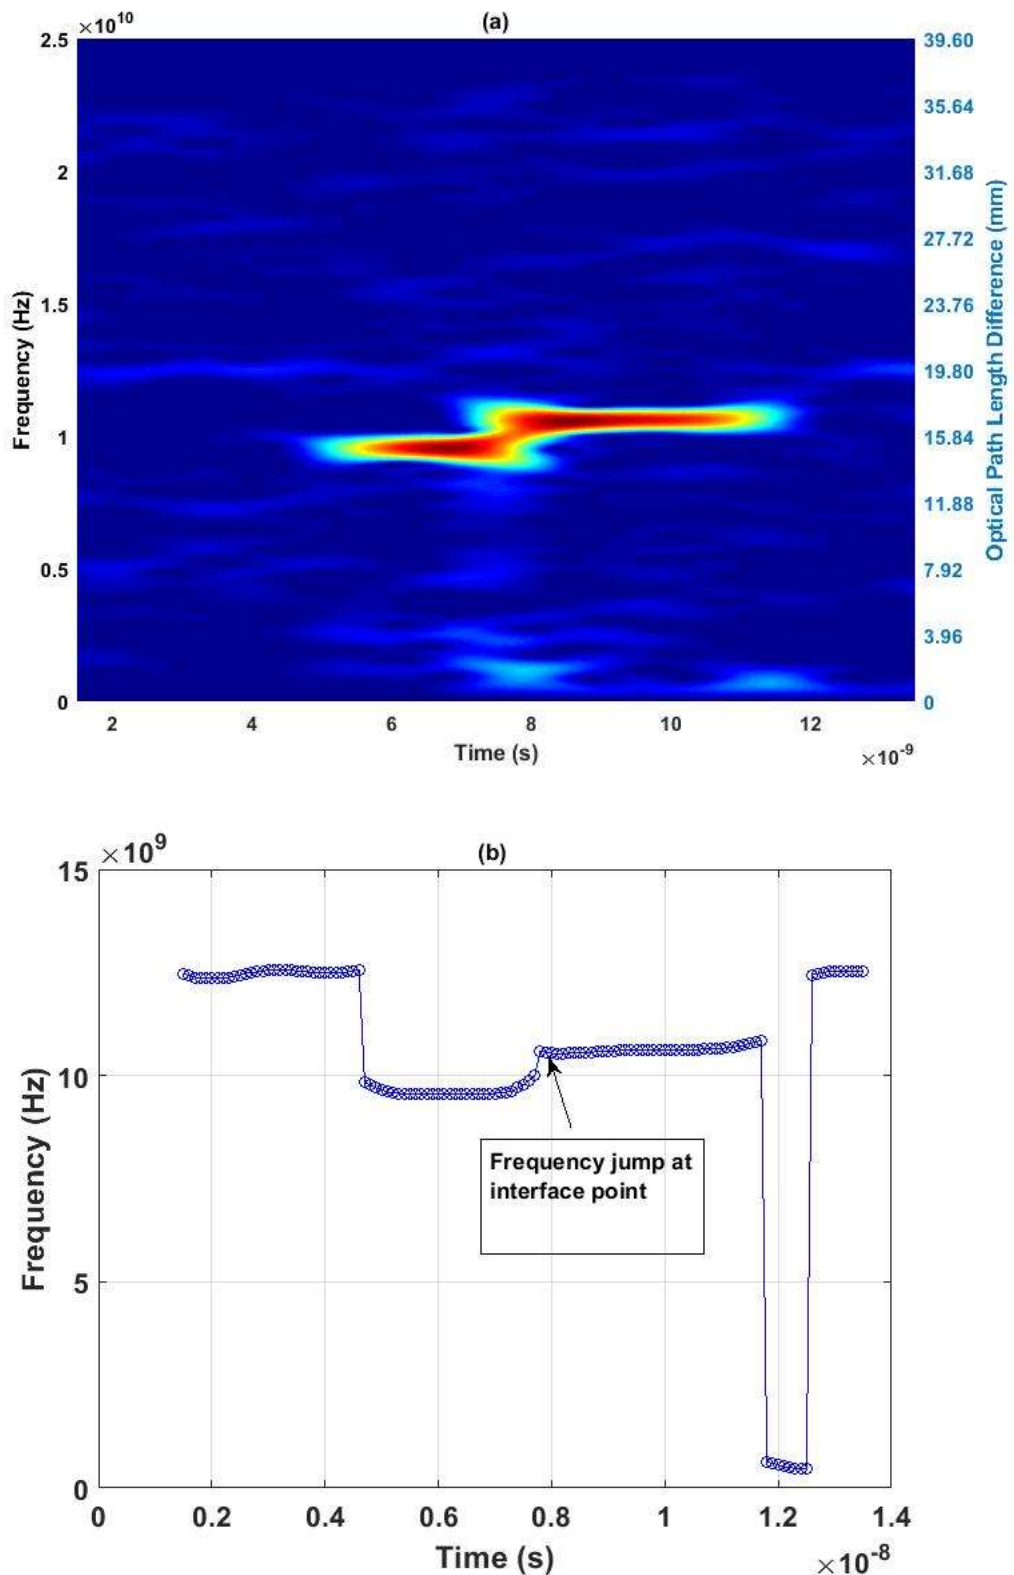 (a)
×10^10
2.5
2
1.5
1
0.5
0
Frequency (Hz)
39.60
35.64
31.68
27.72
23.76
19.80
15.84
11.88
7.92
3.96
0
Optical Path Length Difference (mm)
2 4 6 8 10 12
Time (s)
×10^-9
(b)
×10^9
15
10
5
0
Frequency (Hz)
Frequency jump at
interface point
0 0.2 0.4 0.6 0.8 1 1.2 1.4
Time (s)
×10^-8